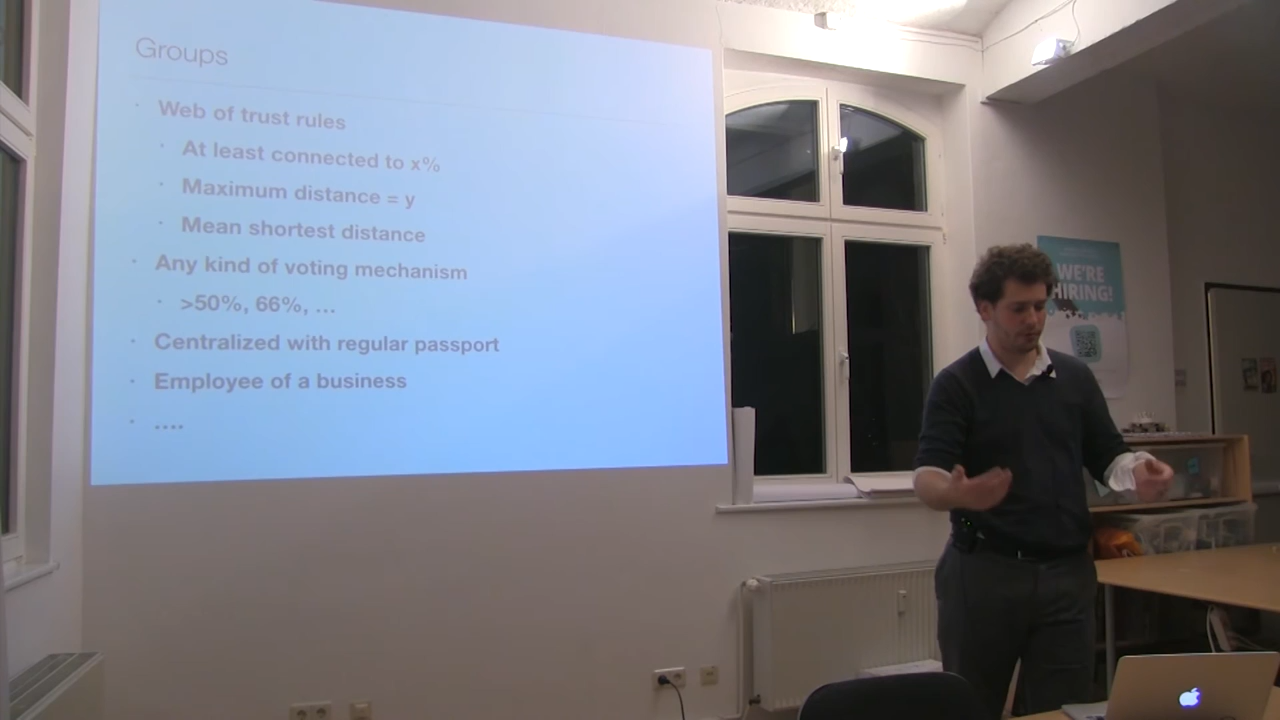 Groups
Web of trust rules
At least connected to x%
Maximum distance = y
Mean shortest distance
Any kind of voting mechanism
>50%, 66%, ...
Centralized with regular passport
Employee of a business
....
WE'RE
HIRING!